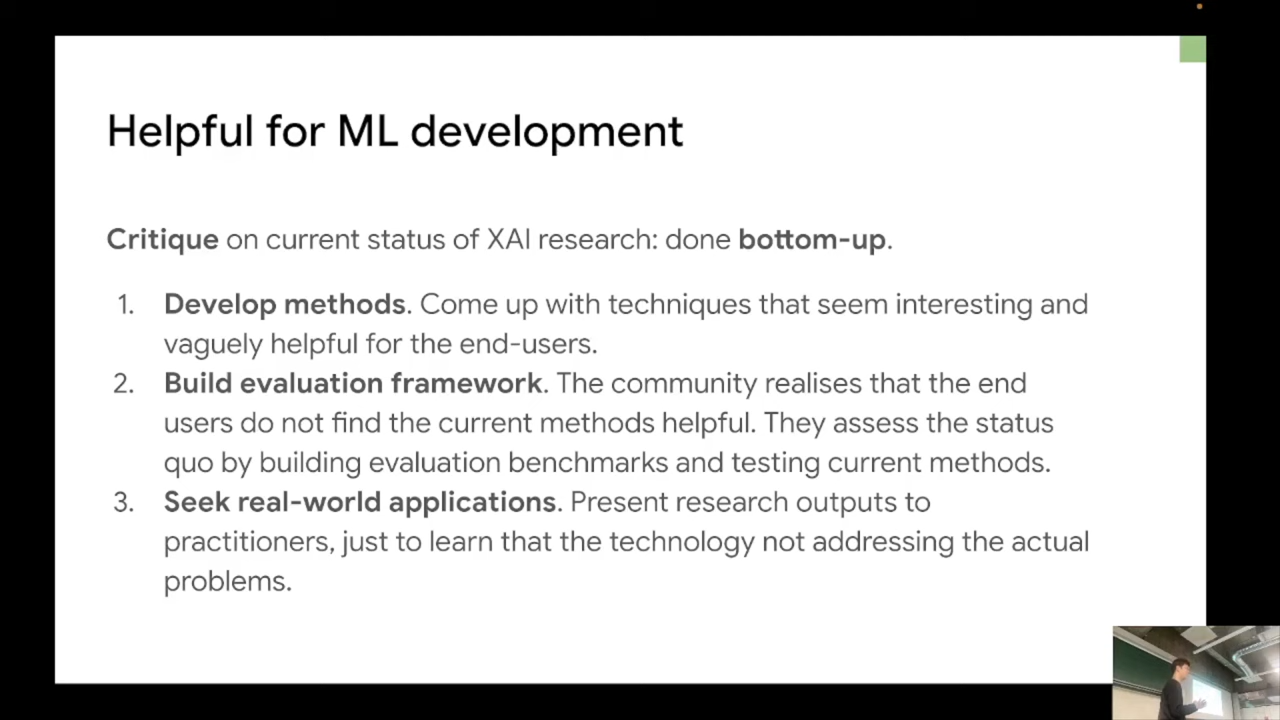 Helpful for ML development
Critique on current status of XAI research: done bottom-up.
1. Develop methods. Come up with techniques that seem interesting and
vaguely helpful for the end-users.
2. Build evaluation framework. The community realises that the end
users do not find the current methods helpful. They assess the status
quo by building evaluation benchmarks and testing current methods.
3. Seek real-world applications. Present research outputs to
practitioners, just to learn that the technology not addressing the actual
problems.